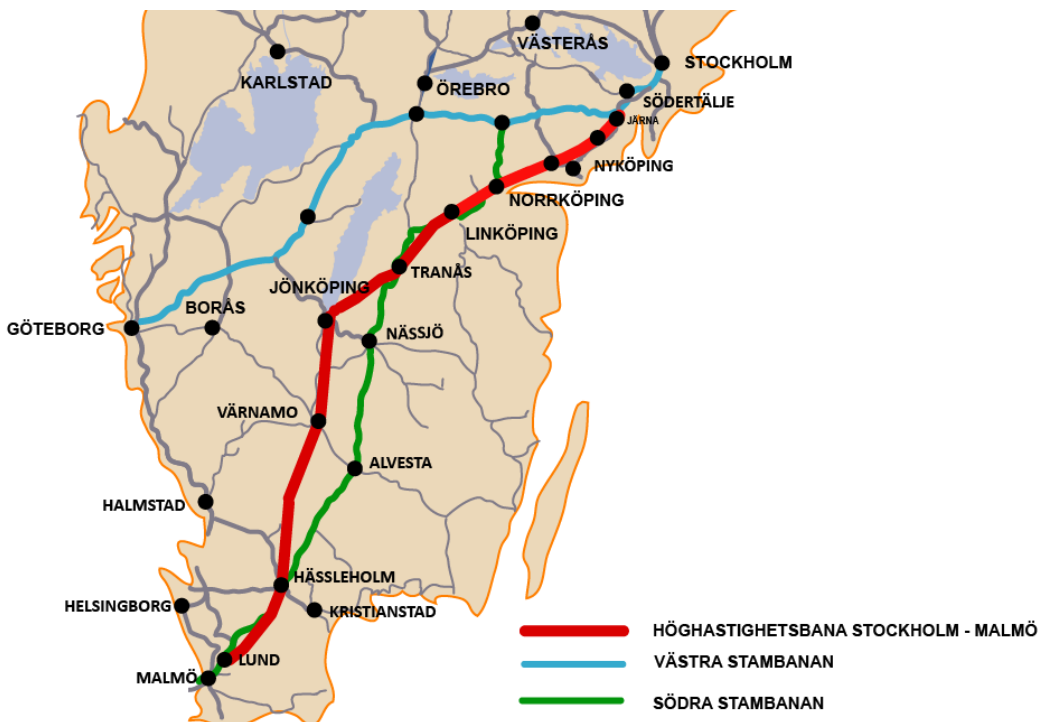 VÄSTERÅS
STOCKHOLM
KARLSTAD
ÖREBRO
SÖDERTÄLJE
JÄRNA
NYKÖPING
NORRKÖPING
LINKÖPING
TRANÅS
JÖNKÖPING
BORÅS
GÖTEBORG
NÄSSJÖ
VÄRNAMO
ALVESTA
HALMSTAD
HÄSSLEHOLM
HELSINGBORG
KRISTIANSTAD
HÖGHASTIGHETSBANA STOCKHOLM - MALMÖ
LUND
VÄSTRA STAMBANAN
MALMÖ
SÖDRA STAMBANAN